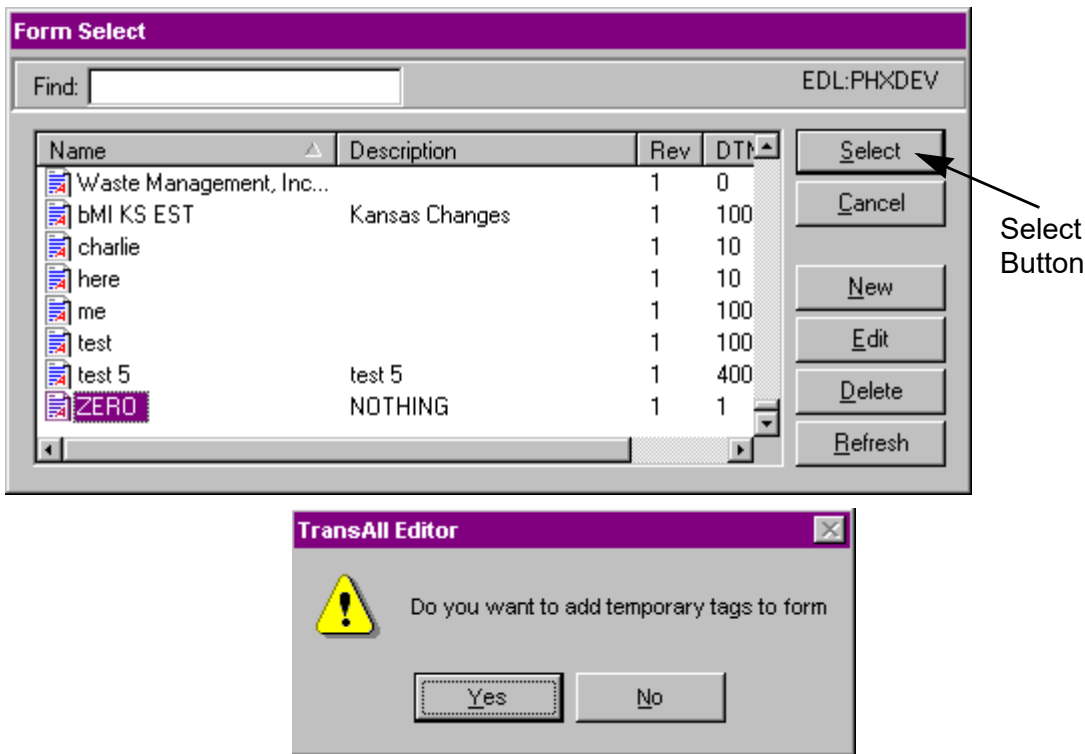 Form Select
Find: EDL:PHXDEV
Name Description Rev DTN
Waste Management, Inc... 1 0
bMI KS EST Kansas Changes 1 100
charlie 1 10
here 1 10
me 1 100
test 1 100
test 5 test 5 1 400
ZERO NOTHING 1 1
Select
Cancel
New
Edit
Delete
Refresh
Select
Button
TransAll Editor
Do you want to add temporary tags to form
Yes No